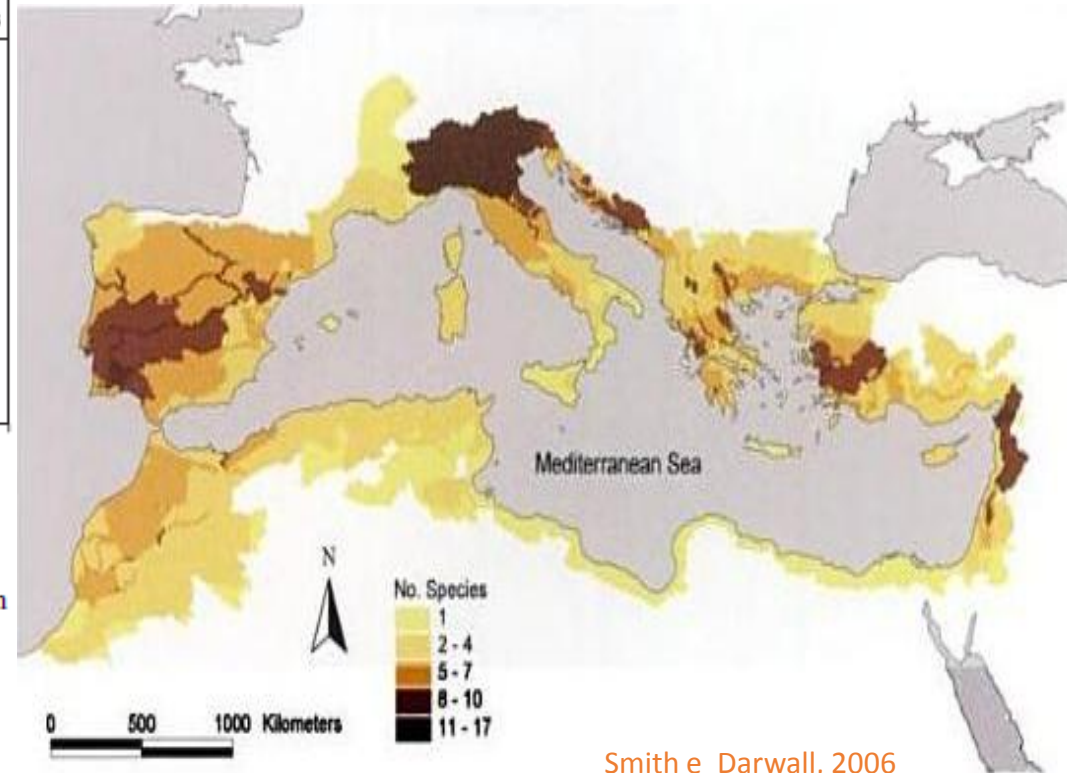 Mediterranean Sea
N
No. Species
1
2 - 4
5 - 7
8 - 10
11 - 17
0 500 1000 Kilometers
Smith e Darwall. 2006